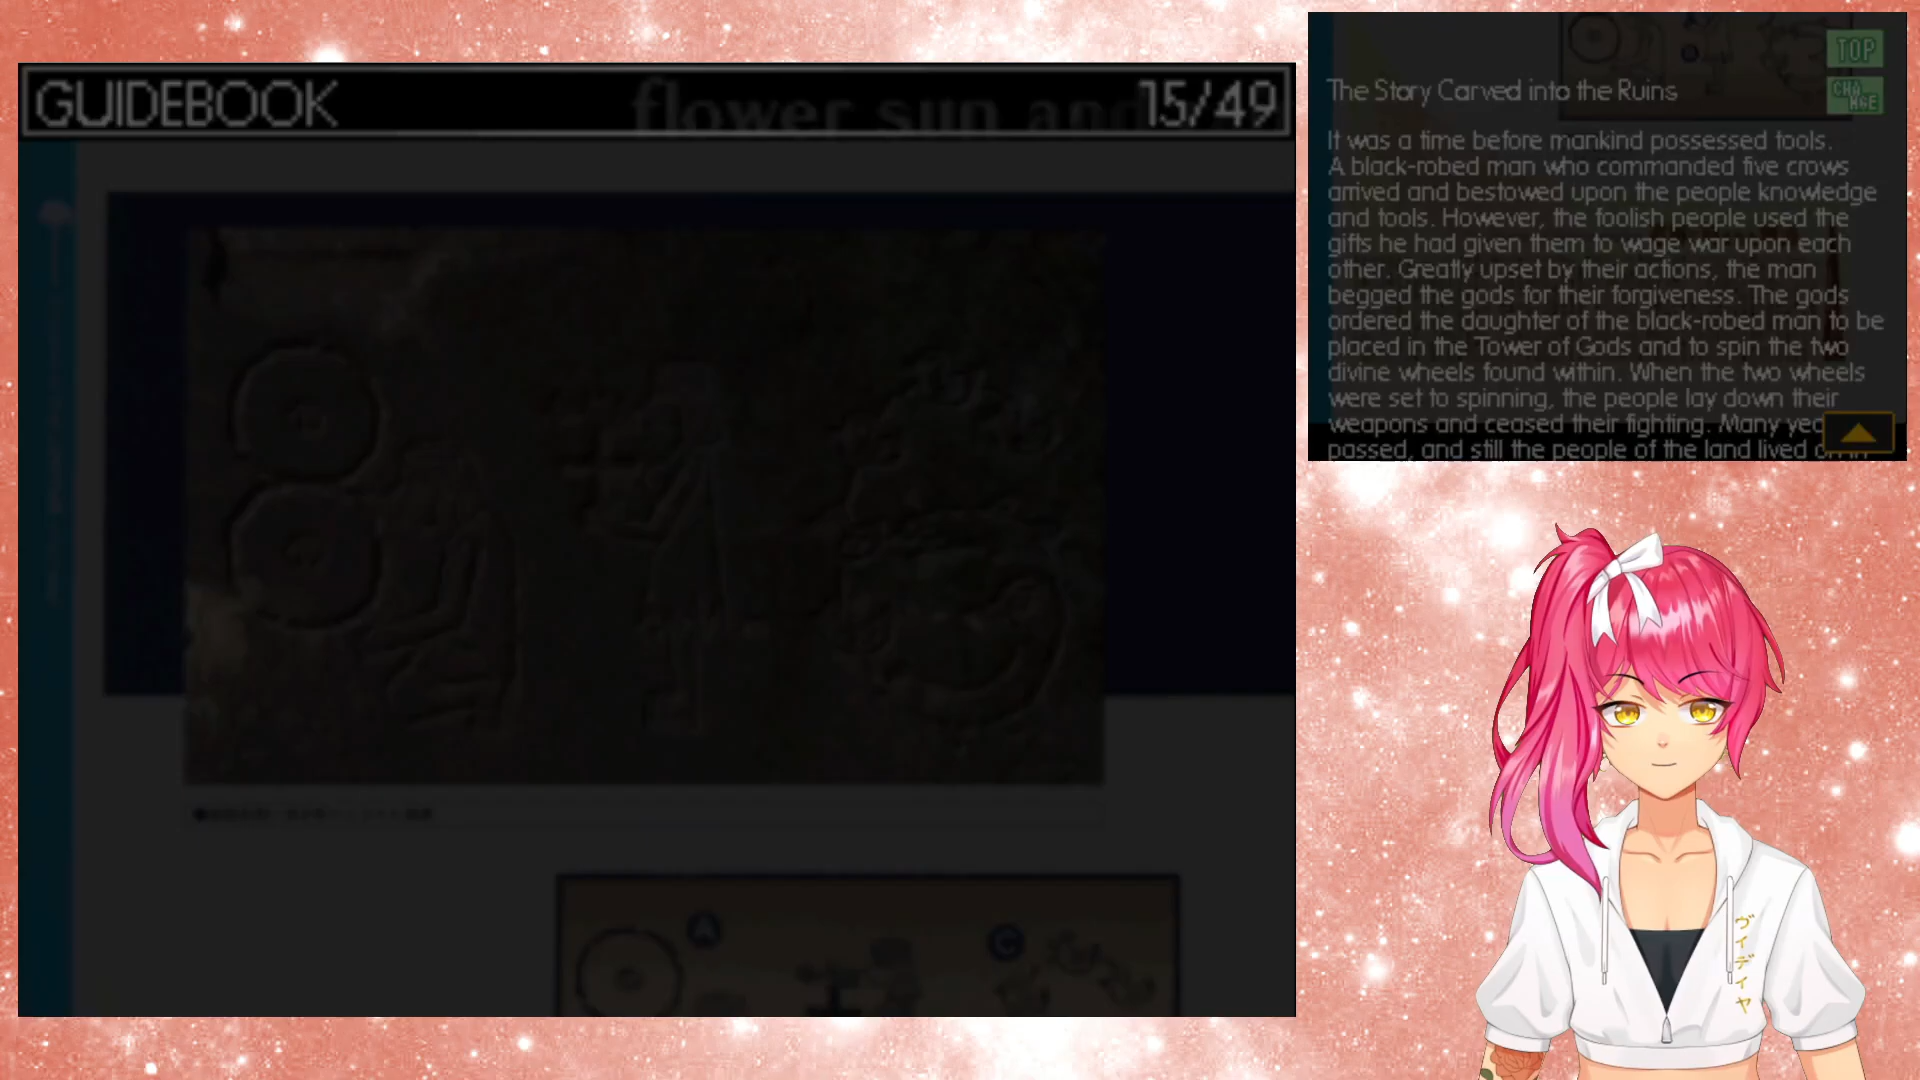 GUIDEBOOK
flower sun and
15/49
TOP
CHA
NGE
The Story Carved into the Ruins
It was a time before mankind possessed tools.
A black-robed man who commanded five crows
arrived and bestowed upon the people knowledge
and tools. However, the foolish people used the
gifts he had given them to wage war upon each
other. Greatly upset by their actions, the man
begged the gods for their forgiveness. The gods
ordered the daughter of the black-robed man to be
placed in the Tower of Gods and to spin the two
divine wheels found within. When the two wheels
were set to spinning, the people lay down their
weapons and ceased their fighting. Many
passed, and still the people of the land lived
A
C
ヴィディヤ